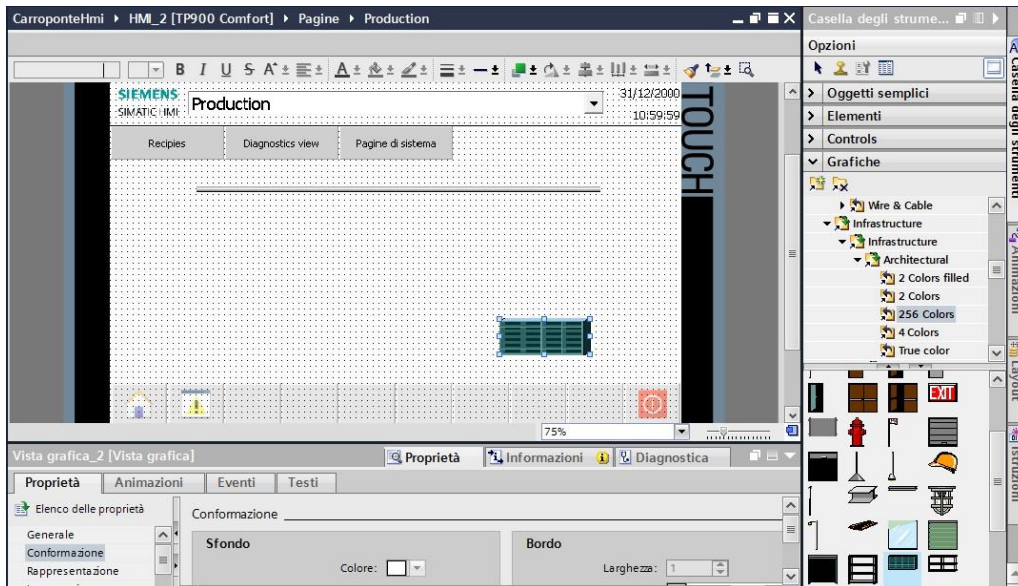 CarroponteHmi ▸ HMI_2 [TP900 Comfort] ▸ Pagine ▸ Production
Casella degli strume...
Opzioni
B I U S A
SIEMENS
SIMATIC HMI
Production
31/12/2000
10:59:59
TOUCH
Recipies
Diagnostics view
Pagine di sistema
Oggetti semplici
Elementi
Controls
Grafiche
Wire & Cable
Infrastructure
Infrastructure
Architectural
2 Colors filled
2 Colors
256 Colors
4 Colors
True color
EXIT
75%
Casella degli strumenti
Animazioni
Layout
Istruzioni
Vista grafica_2 [Vista grafica]
Proprietà
Informazioni
Diagnostica
Proprietà
Animazioni
Eventi
Testi
Elenco delle proprietà
Generale
Conformazione
Rappresentazione
Conformazione
Sfondo
Colore:
Bordo
Larghezza: 1